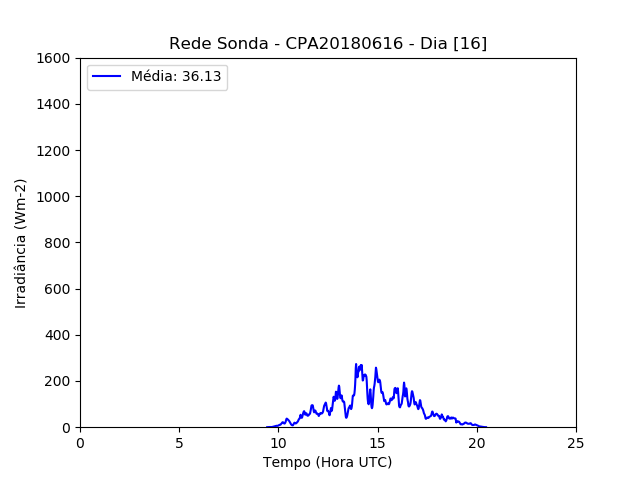 Rede Sonda - CPA20180616 - Dia [16]
Média: 36.13
1600
1400
1200
1000
800
600
400
200
0
Irradiância (Wm-2)
0 5 10 15 20 25
Tempo (Hora UTC)